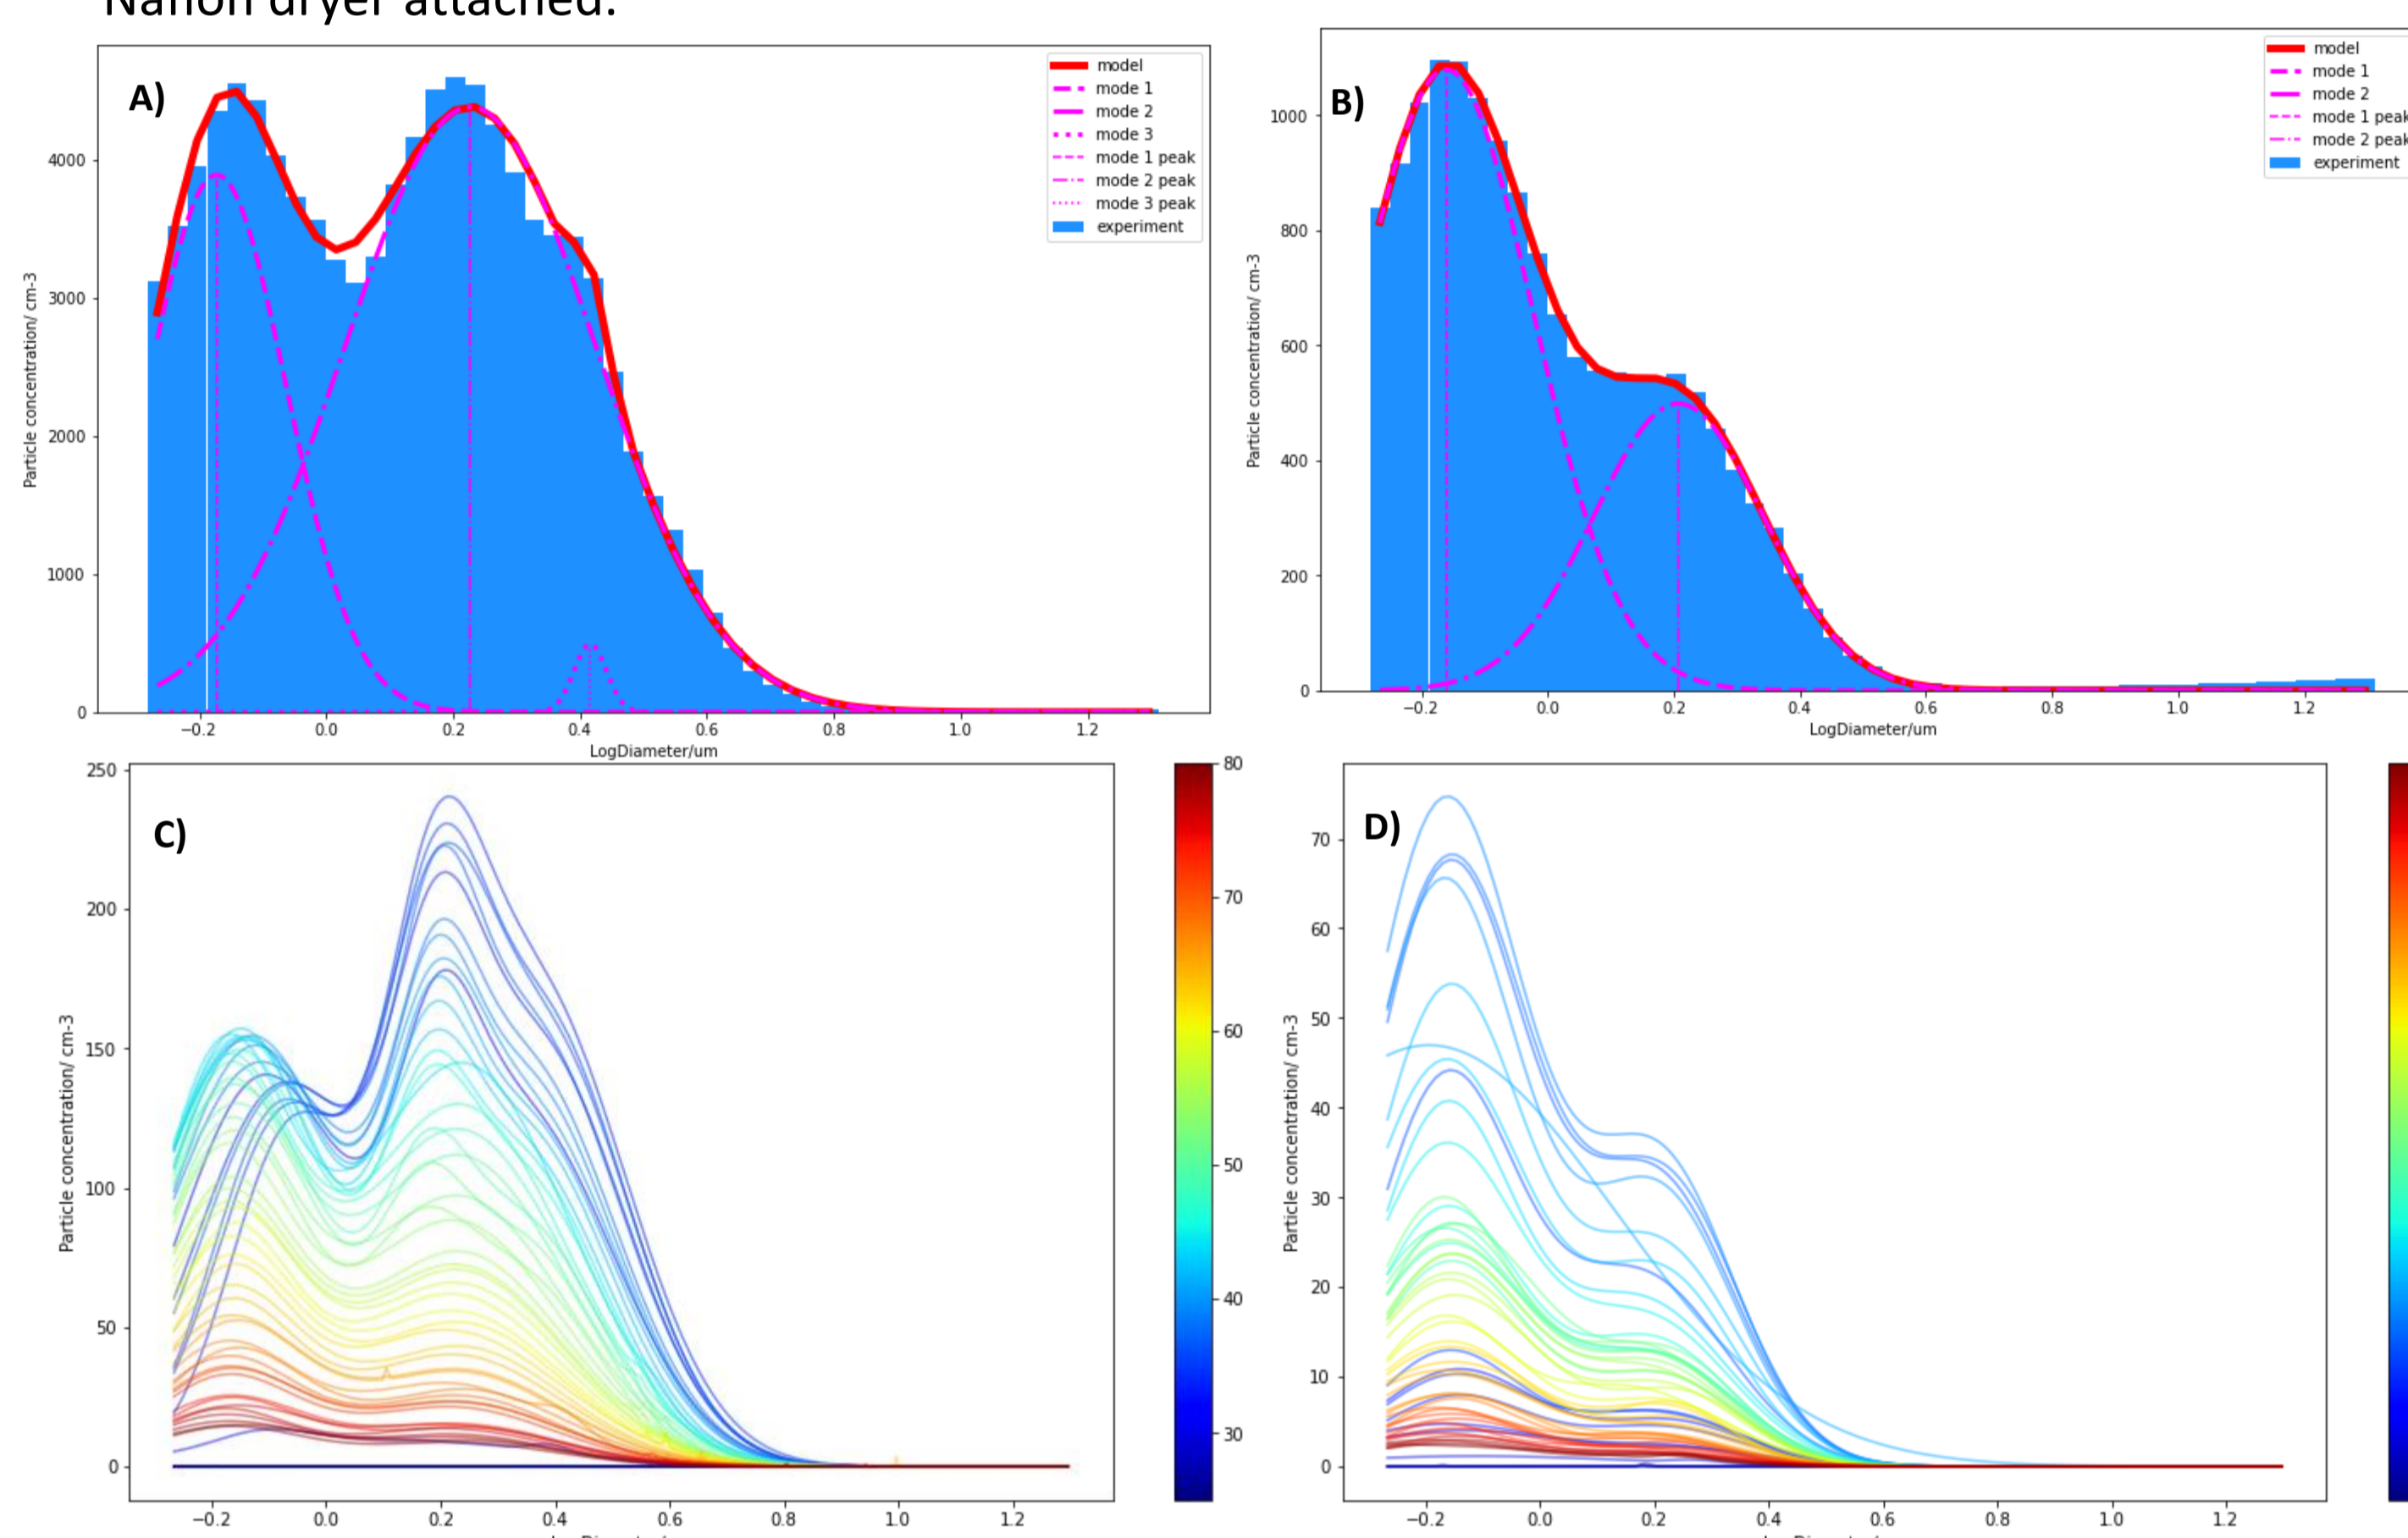 Nafion dryer attached.
A)
model
mode 1
mode 2
mode 3
mode 1 peak
mode 2 peak
mode 3 peak
experiment
Particle concentration/ cm-3
4000
3000
2000
1000
0
−0.2 0.0 0.2 0.4 0.6 0.8 1.0 1.2
LogDiameter/um
B)
model
mode 1
mode 2
mode 1 peak
mode 2 peak
experiment
Particle concentration/ cm-3
1000
800
600
400
200
0
−0.2 0.0 0.2 0.4 0.6 0.8 1.0 1.2
LogDiameter/um
C)
Particle concentration/ cm-3
250
200
150
100
50
0
−0.2 0.0 0.2 0.4 0.6 0.8 1.0 1.2
80
70
60
50
40
30
D)
Particle concentration/ cm-3
70
60
50
40
30
20
10
0
−0.2 0.0 0.2 0.4 0.6 0.8 1.0 1.2